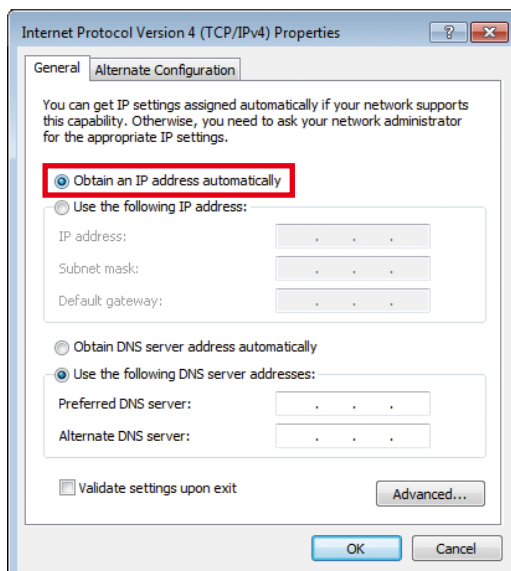 Internet Protocol Version 4 (TCP/IPv4) Properties
General
Alternate Configuration
You can get IP settings assigned automatically if your network supports
this capability. Otherwise, you need to ask your network administrator
for the appropriate IP settings.
Obtain an IP address automatically
Use the following IP address:
IP address:
Subnet mask:
Default gateway:
Obtain DNS server address automatically
Use the following DNS server addresses:
Preferred DNS server:
Alternate DNS server:
Validate settings upon exit
Advanced...
OK
Cancel